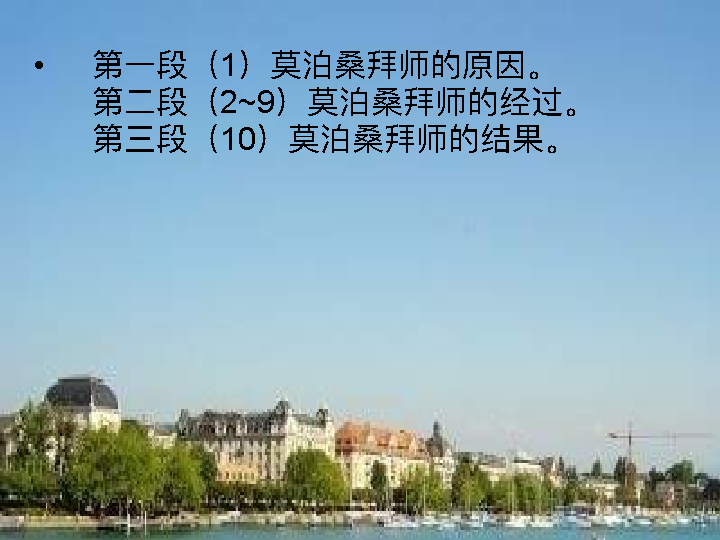 • 第一段（1）莫泊桑拜师的原因。
第二段（2~9）莫泊桑拜师的经过。
第三段（10）莫泊桑拜师的结果。